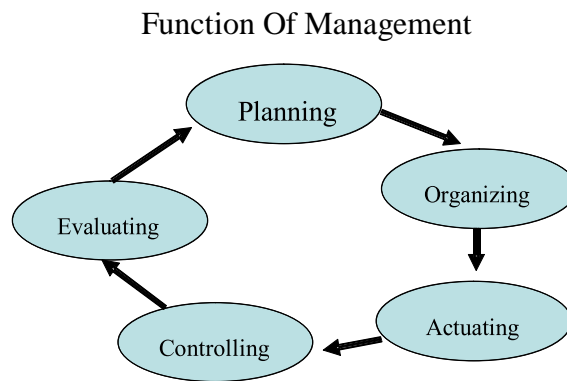 Function Of Management
Planning
Organizing
Actuating
Controlling
Evaluating